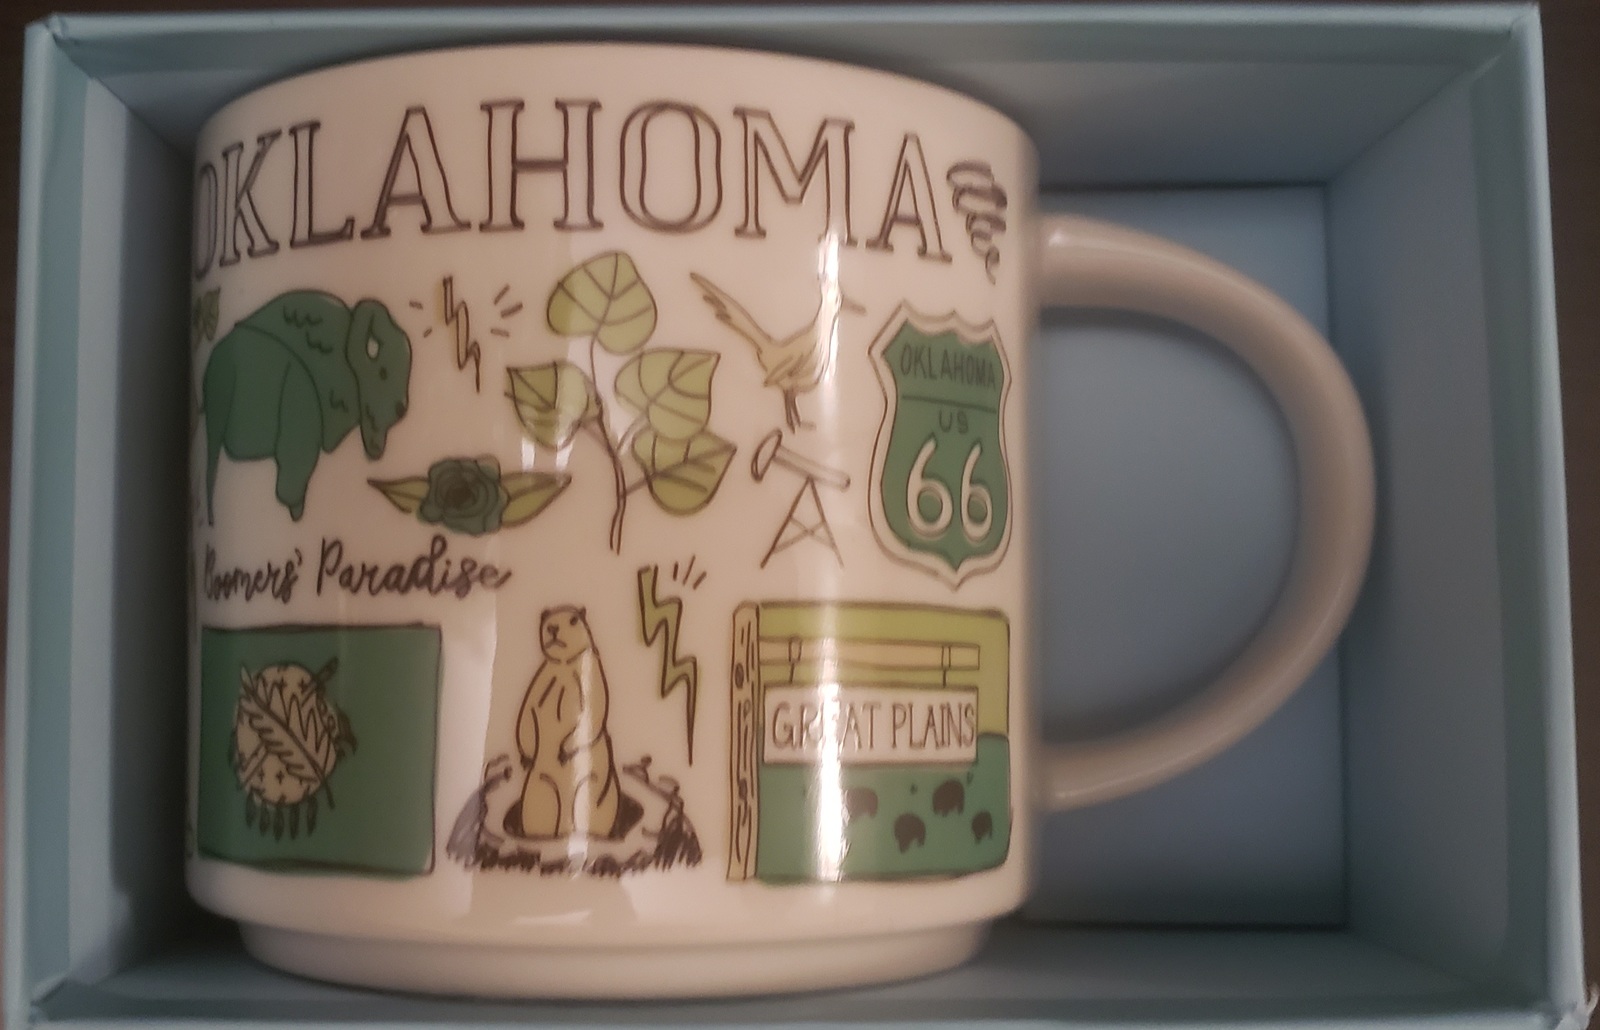 OKLAHOMA
OKLAHOMA
US
66
Boomers' Paradise
GREAT PLAINS